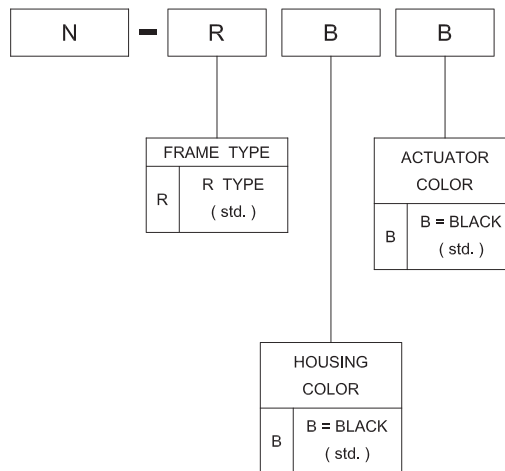 N - R B B
FRAME TYPE
R R TYPE
( std. )
ACTUATOR
COLOR
B B = BLACK
( std. )
HOUSING
COLOR
B B = BLACK
( std. )